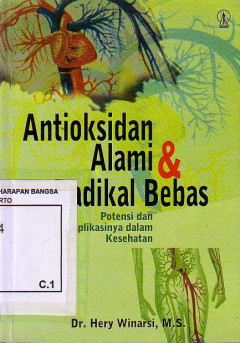 Antioksidan
Alami &
adikal Bebas
Potensi dan
plikasinya dalam
Kesehatan
HARAPAN BANGSA
RTO
4
C.1
Dr. Hery Winarsi, M.S.